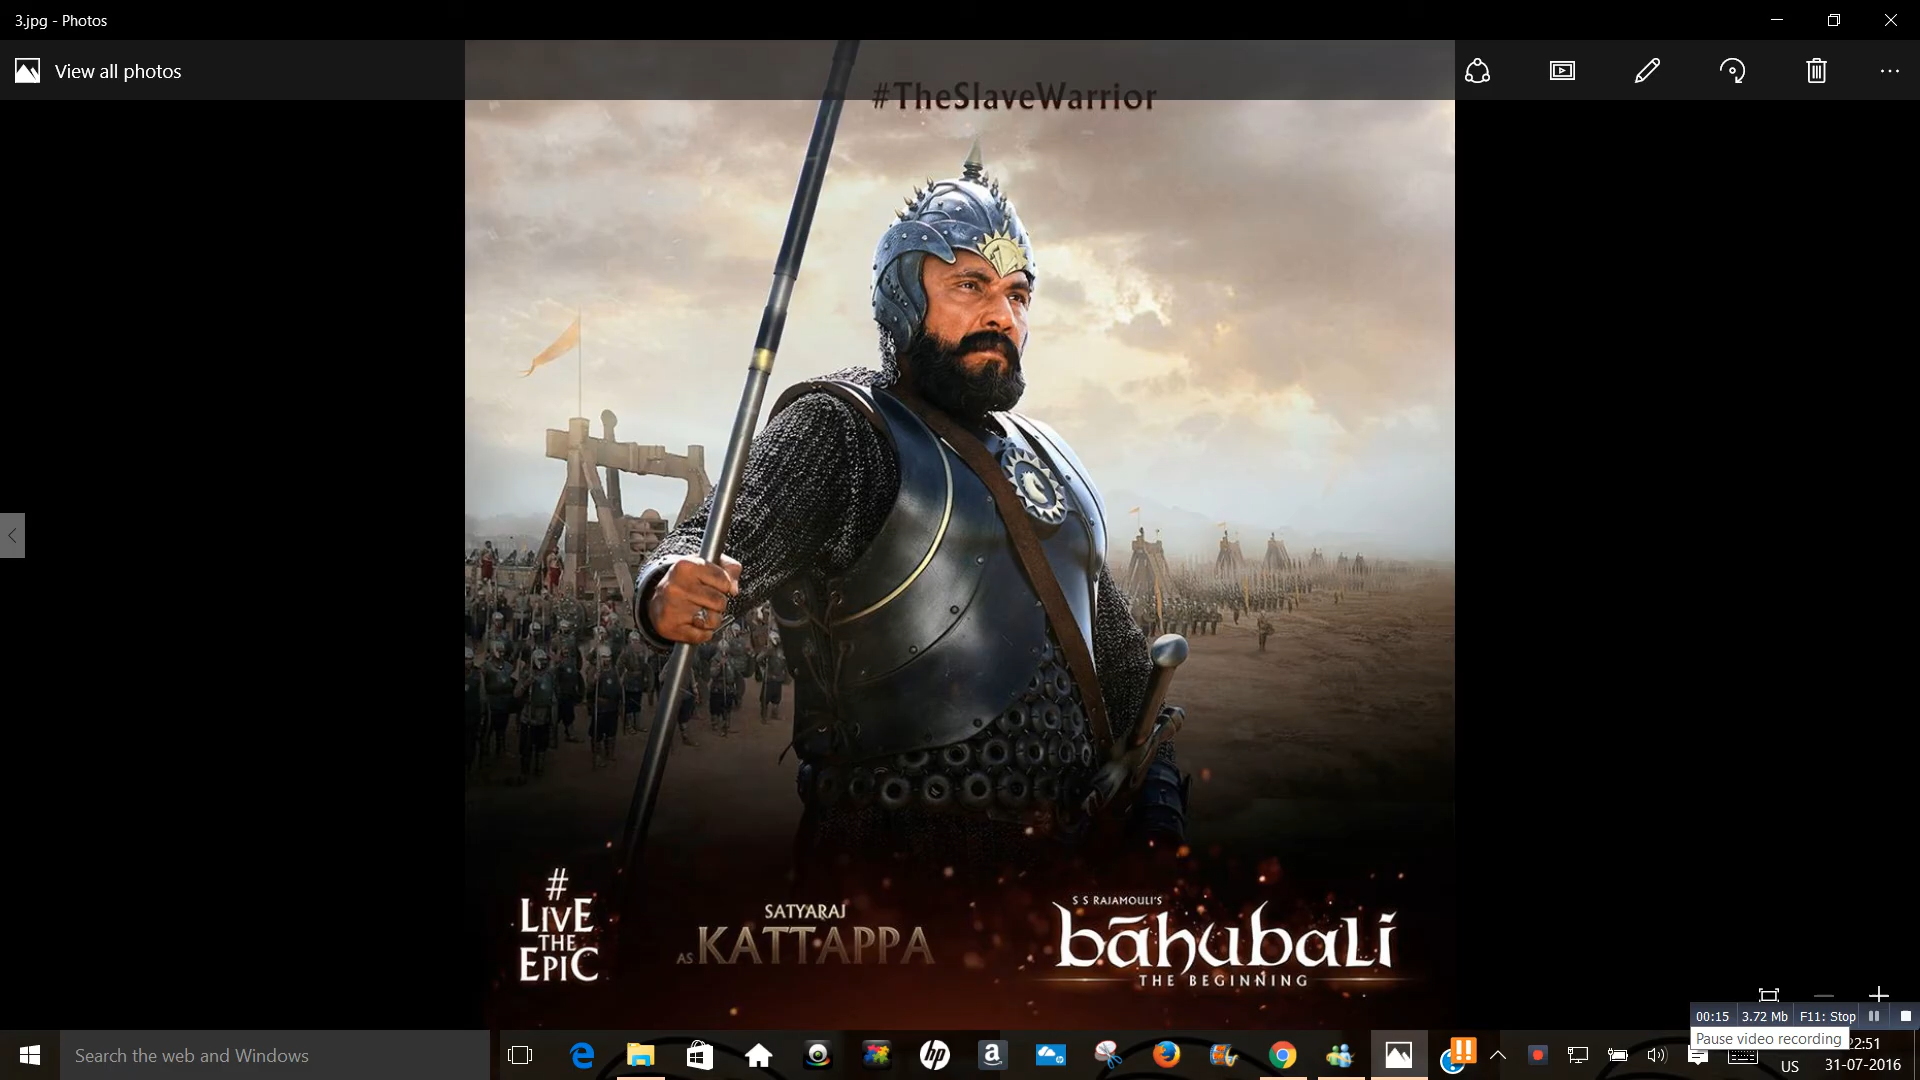 3.jpg - Photos
View all photos
#TheSlaveWarrior
#
LIVE
THE
EPIC
SATYARAJ
AS KATTAPPA
S S RAJAMOULI'S
bāhubali
THE BEGINNING
00:15 3.72 Mb F11: Stop
Pause video recording
Search the web and Windows
hp
a
22:51
US 31-07-2016